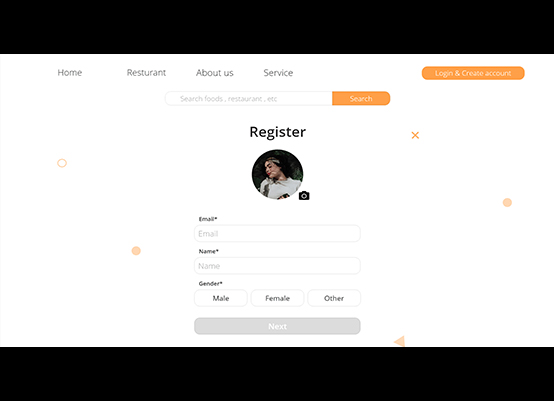 Home Resturant About us Service Login & Create account
Search foods , restaurant , etc Search
Register
Email*
Email
Name*
Name
Gender*
Male Female Other
Next